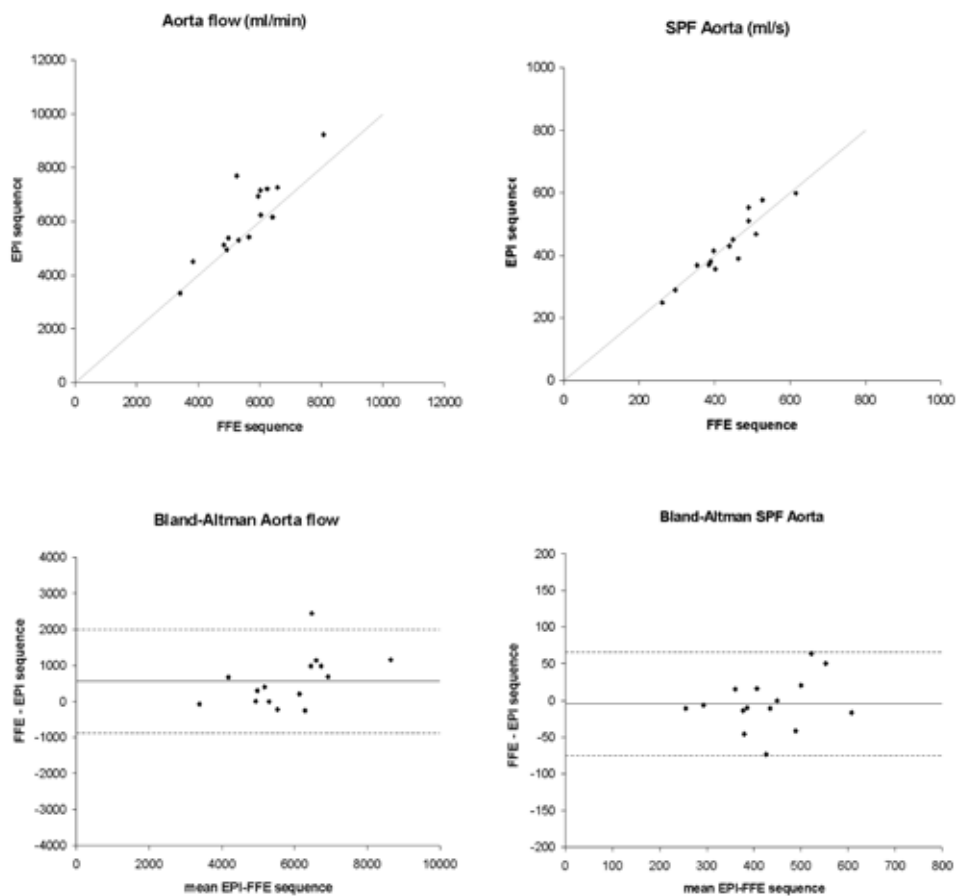 Aorta flow (ml/min)
12000
10000
8000
6000
4000
2000
0
EPI sequence
0 2000 4000 6000 8000 10000 12000
FFE sequence
SPF Aorta (ml/s)
1000
800
600
400
200
0
EPI sequence
0 200 400 600 800 1000
FFE sequence
Bland-Altman Aorta flow
4000
3000
2000
1000
0
-1000
-2000
-3000
-4000
FFE - EPI sequence
0 2000 4000 6000 8000 10000
mean EPI-FFE sequence
Bland-Altman SPF Aorta
200
150
100
50
0
-50
-100
-150
-200
FFE - EPI sequence
0 100 200 300 400 500 600 700 800
mean EPI-FFE sequence